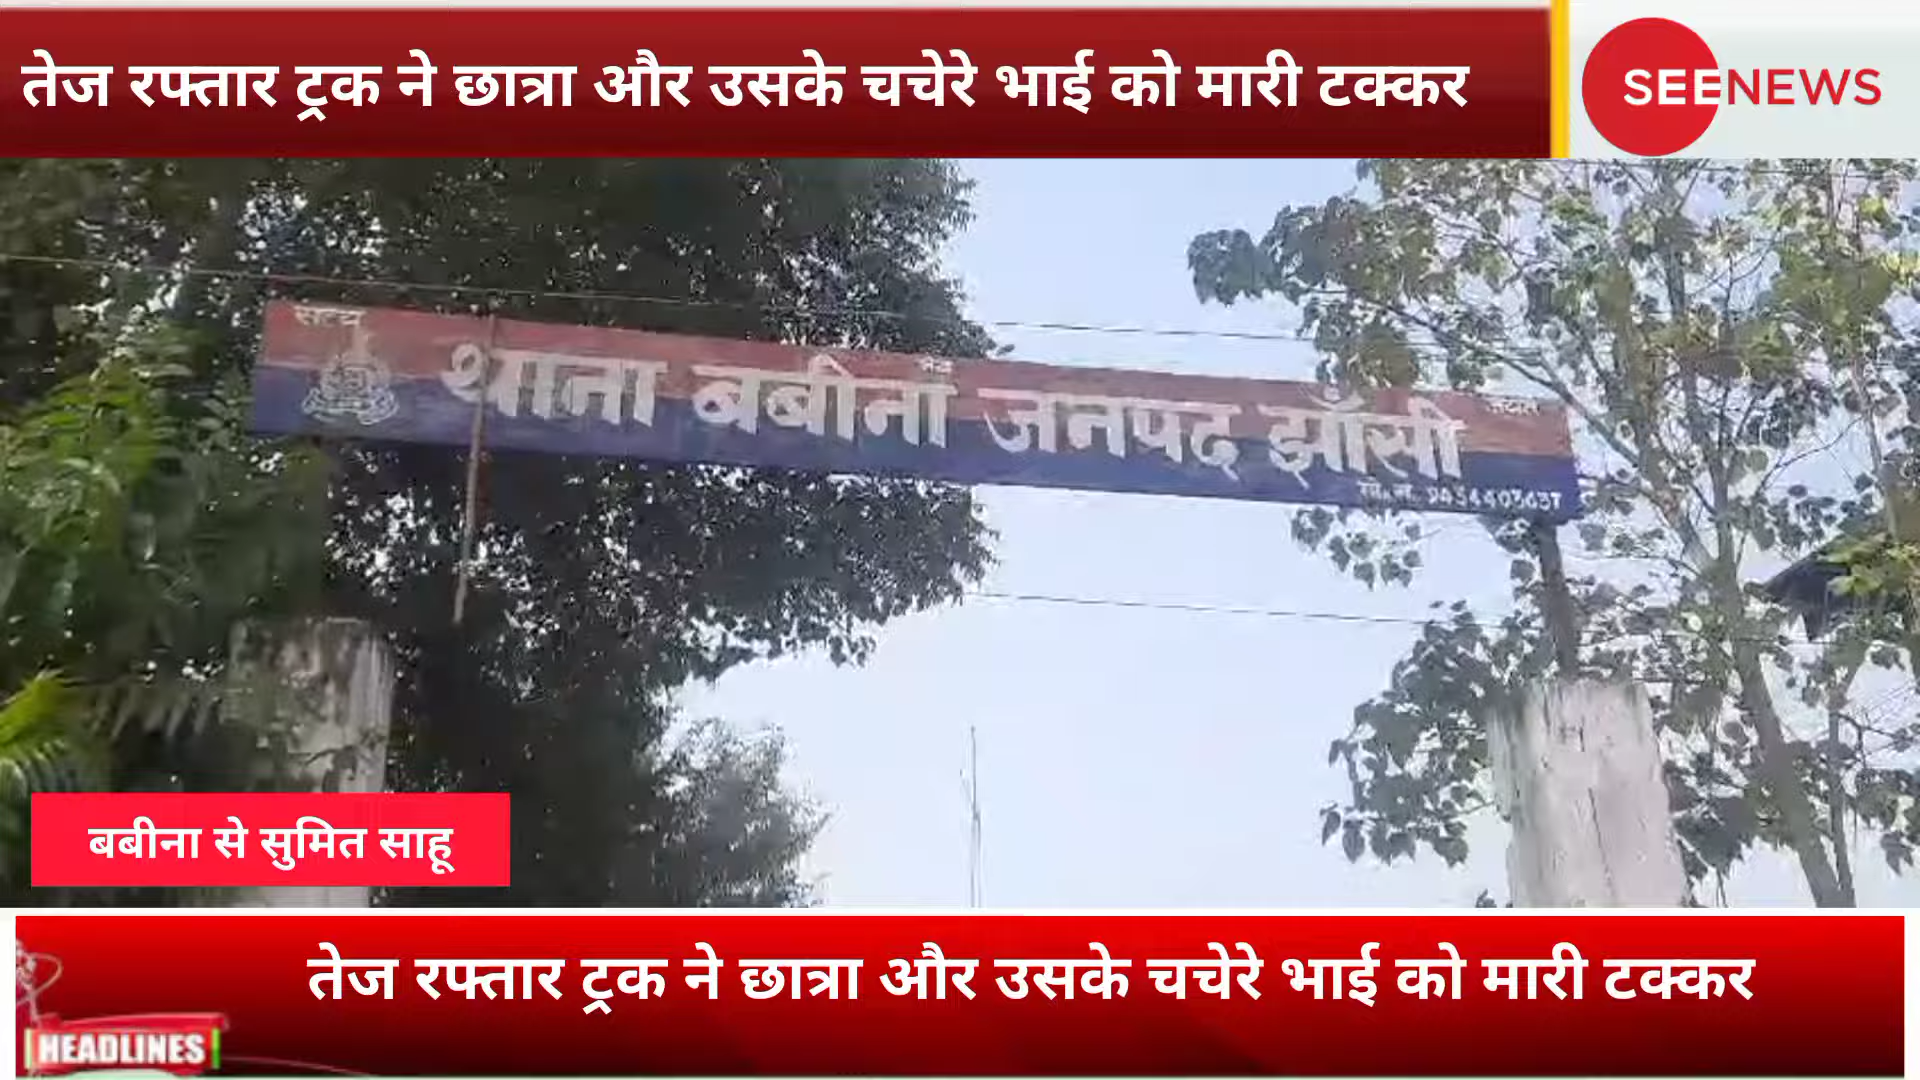 तेज रफ्तार ट्रक ने छात्रा और उसके चचेरे भाई को मारी टक्कर
SEENEWS
सत्य
थाना बबीना जनपद झाँसी
बबीना से सुमित साहू
तेज रफ्तार ट्रक ने छात्रा और उसके चचेरे भाई को मारी टक्कर
HEADLINES